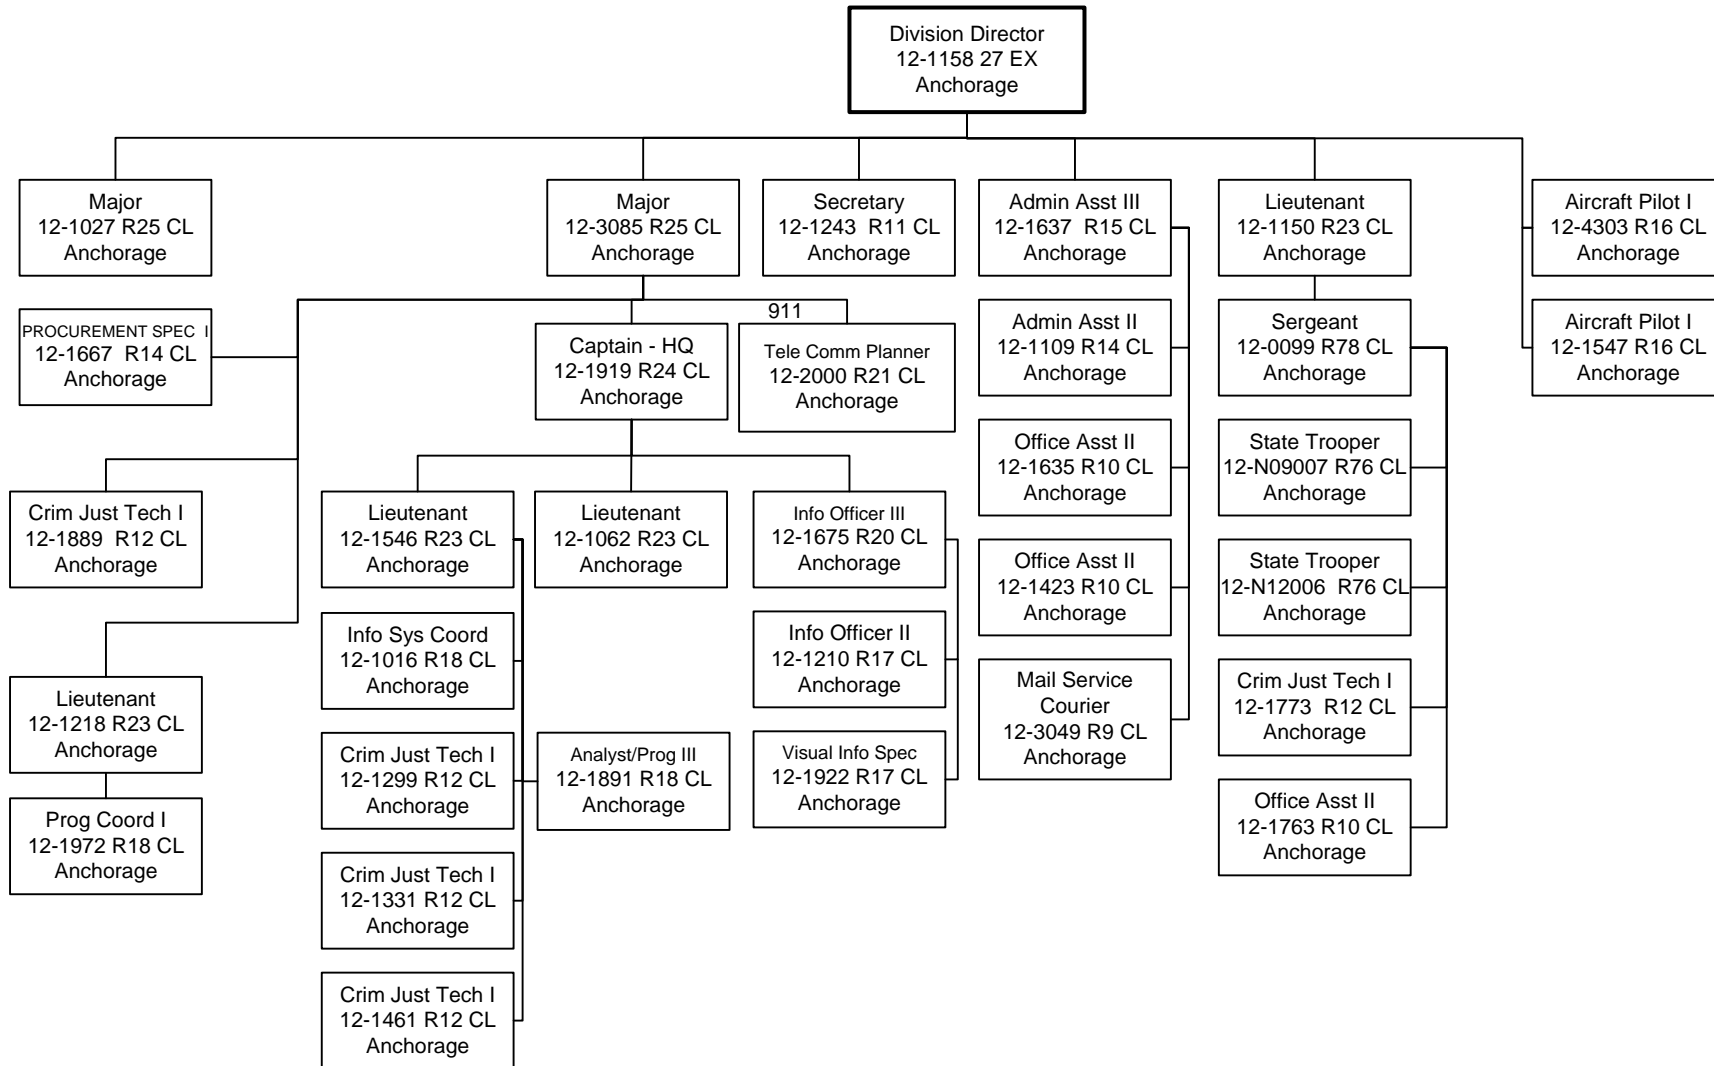 Division Director
12-1158 27 EX
Anchorage
Major
12-1027 R25 CL
Anchorage
Major
12-3085 R25 CL
Anchorage
Secretary
12-1243 R11 CL
Anchorage
Admin Asst III
12-1637 R15 CL
Anchorage
Lieutenant
12-1150 R23 CL
Anchorage
Aircraft Pilot I
12-4303 R16 CL
Anchorage
PROCUREMENT SPEC I
12-1667 R14 CL
Anchorage
Captain - HQ
12-1919 R24 CL
Anchorage
911
Tele Comm Planner
12-2000 R21 CL
Anchorage
Admin Asst II
12-1109 R14 CL
Anchorage
Sergeant
12-0099 R78 CL
Anchorage
Aircraft Pilot I
12-1547 R16 CL
Anchorage
Office Asst II
12-1635 R10 CL
Anchorage
State Trooper
12-N09007 R76 CL
Anchorage
Crim Just Tech I
12-1889 R12 CL
Anchorage
Lieutenant
12-1546 R23 CL
Anchorage
Lieutenant
12-1062 R23 CL
Anchorage
Info Officer III
12-1675 R20 CL
Anchorage
Office Asst II
12-1423 R10 CL
Anchorage
State Trooper
12-N12006 R76 CL
Anchorage
Info Sys Coord
12-1016 R18 CL
Anchorage
Info Officer II
12-1210 R17 CL
Anchorage
Mail Service
Courier
12-3049 R9 CL
Anchorage
Crim Just Tech I
12-1773 R12 CL
Anchorage
Lieutenant
12-1218 R23 CL
Anchorage
Crim Just Tech I
12-1299 R12 CL
Anchorage
Analyst/Prog III
12-1891 R18 CL
Anchorage
Visual Info Spec
12-1922 R17 CL
Anchorage
Office Asst II
12-1763 R10 CL
Anchorage
Prog Coord I
12-1972 R18 CL
Anchorage
Crim Just Tech I
12-1331 R12 CL
Anchorage
Crim Just Tech I
12-1461 R12 CL
Anchorage